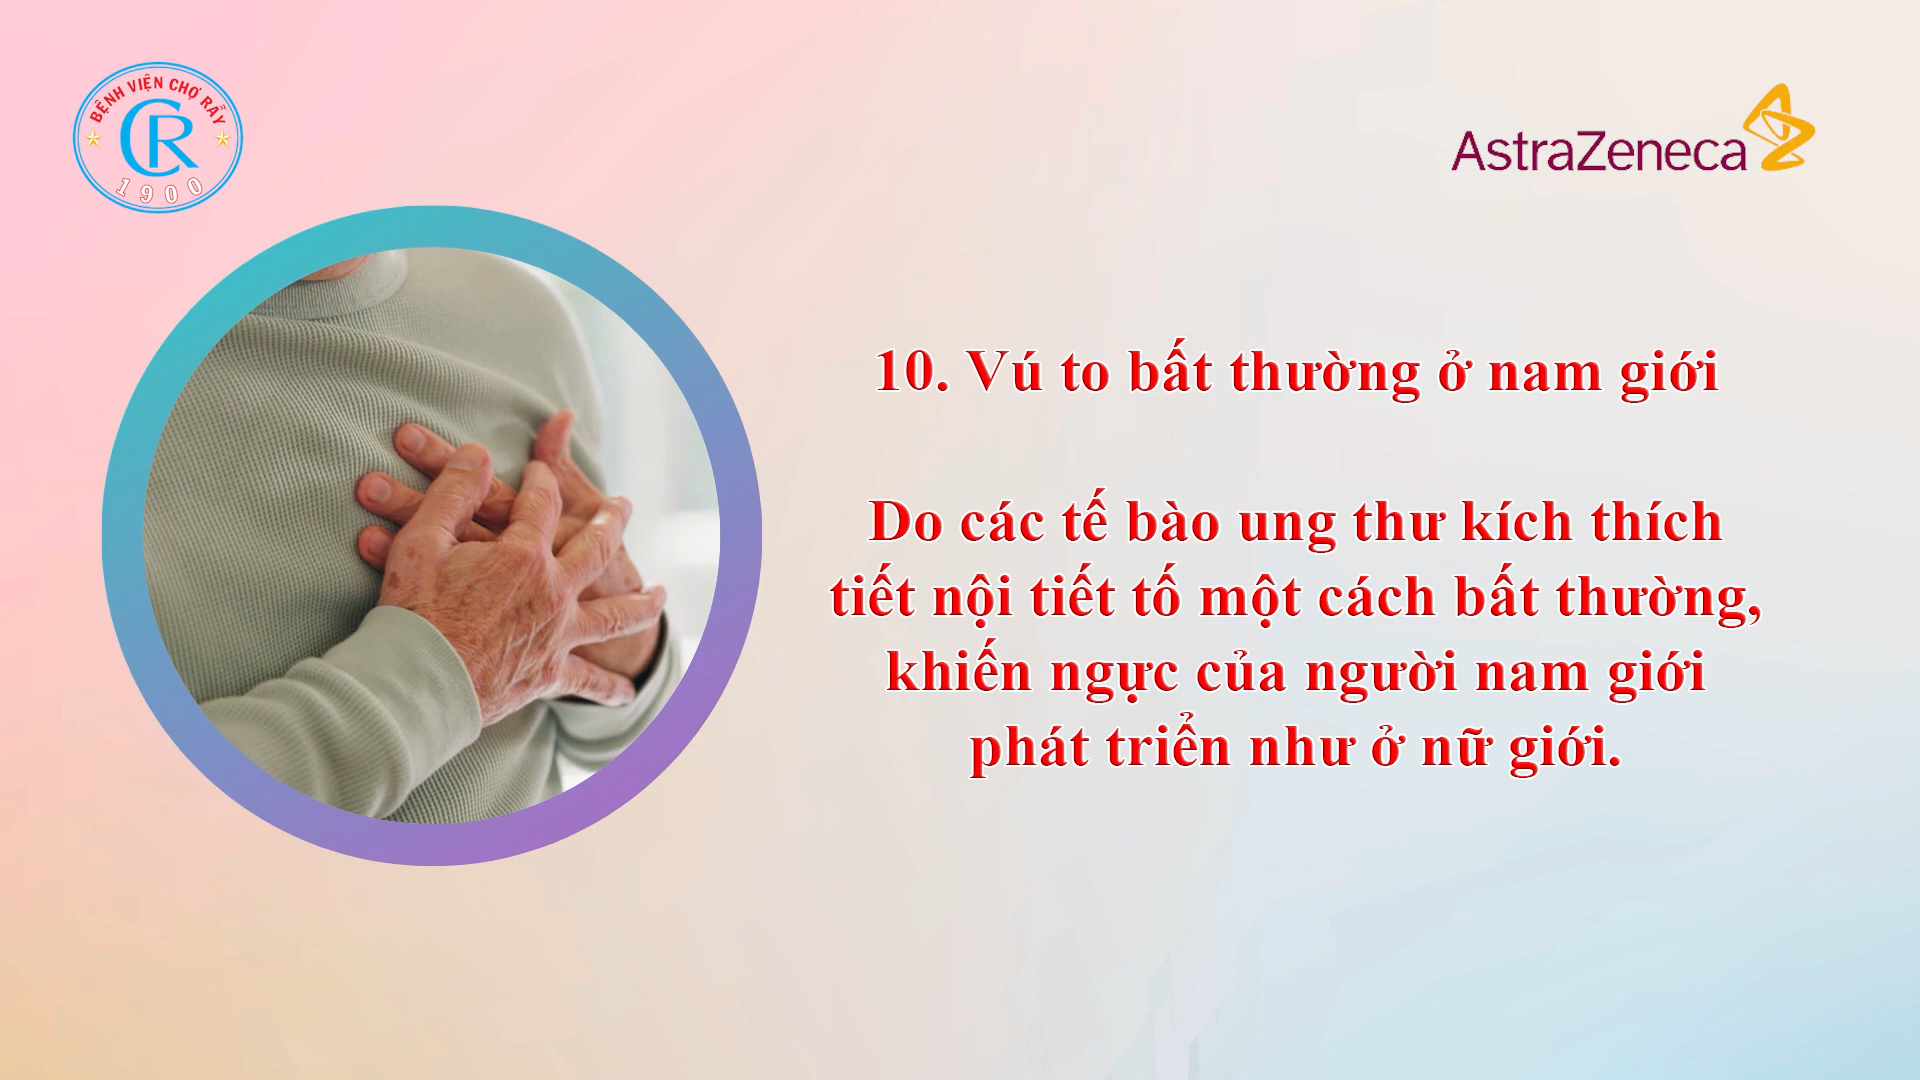 BỆNH VIỆN CHỢ RẪY
CR
1900
AstraZeneca
10. Vú to bất thường ở nam giới
Do các tế bào ung thư kích thích
tiết nội tiết tố một cách bất thường,
khiến ngực của người nam giới
phát triển như ở nữ giới.